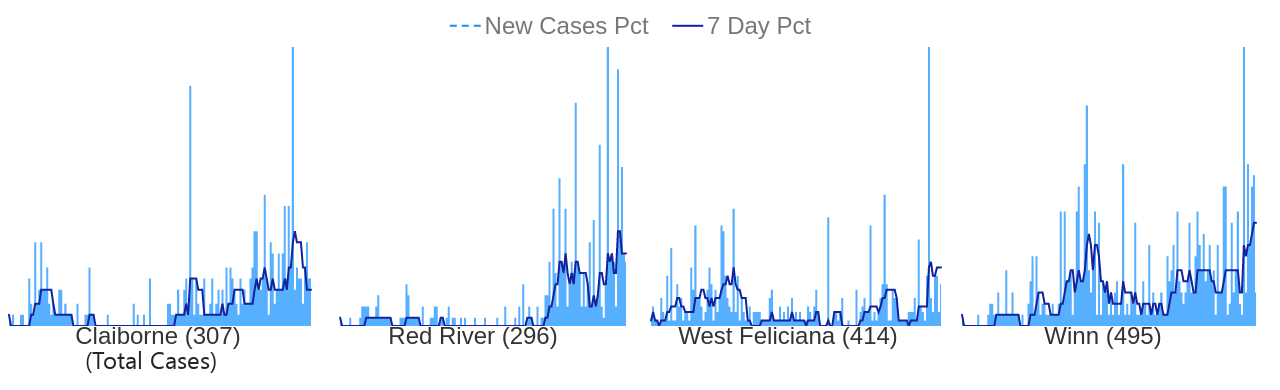 New Cases Pct 7 Day Pct
Claiborne (307) Red River (296) West Feliciana (414) Winn (495)
(Total Cases)